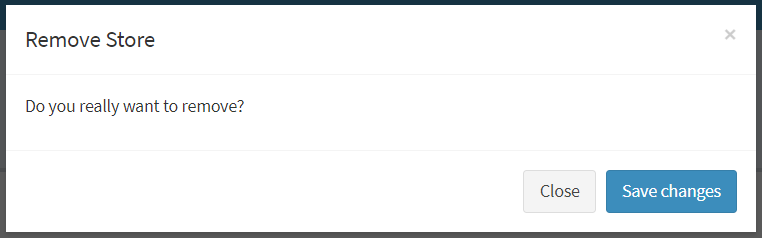 Remove Store
×
Do you really want to remove?
Close
Save changes